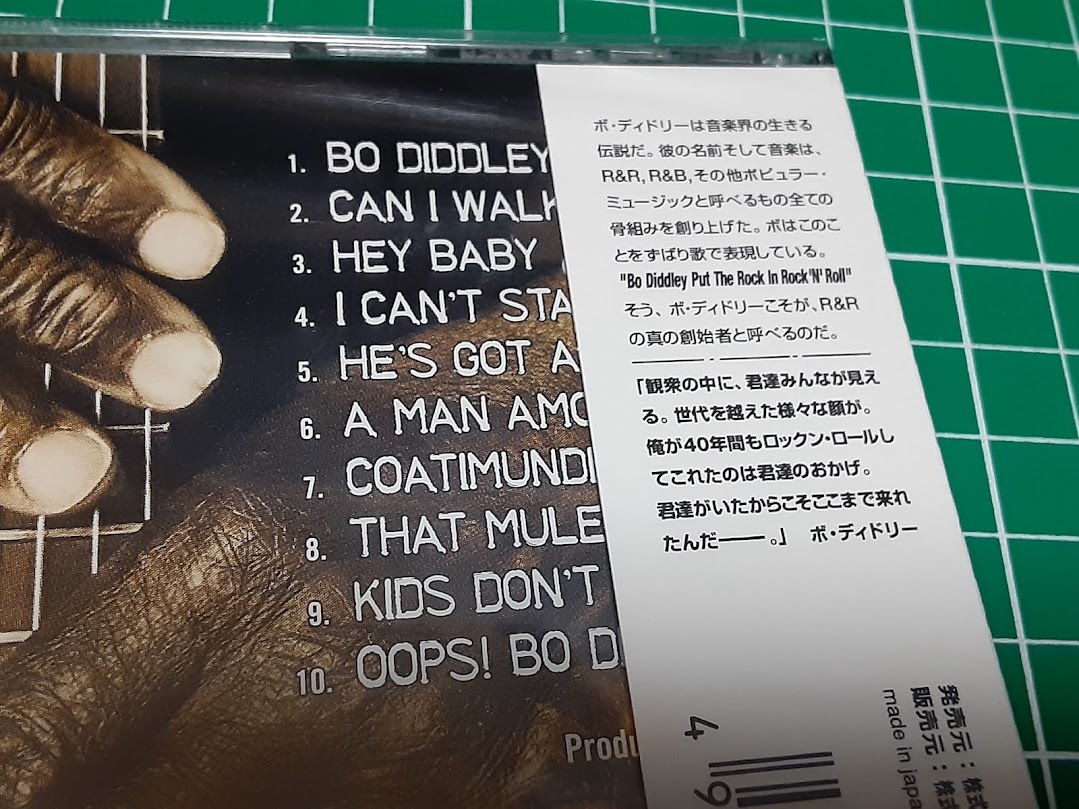 1. BO DIDDLEY
2. CAN I WALK
3. HEY BABY
4. I CAN'T STA
5. HE'S GOT A
6. A MAN AMO
7. COATIMUNDI
8. THAT MULE
9. KIDS DON'T
10. OOPS! BO D
Produ
ボ・ディドリーは音楽界の生きる
伝説だ。彼の名前そして音楽は、
R&R, R&B,その他ポピュラー・
ミュージックと呼べるもの全ての
骨組みを創り上げた。ボはこのこ
とをずばり歌で表現している。
"Bo Diddley Put The Rock In Rock'N' Roll"
そう、ボ・ディドリーこそが、R&R
の真の創始者と呼べるのだ。
「観衆の中に、君達みんなが見え
る。世代を越えた様々な顔が。
俺が40年間もロックン・ロールし
てこれたのは君達のおかげ。
君達がいたからこそここまで来れ
たんだ――。」 ボ・ディドリー
発売元：株式
販売元：株式
made in japa
4
9